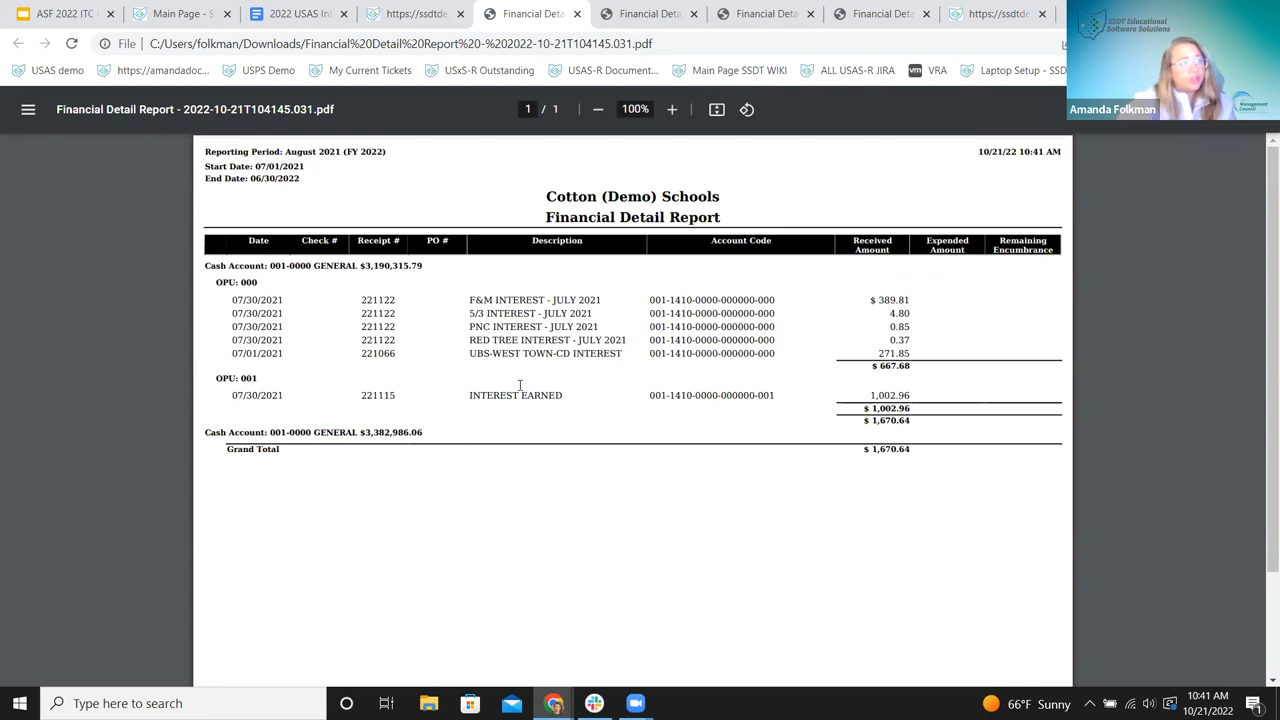 ASF 2022 ITC
Main Page - S
2022 USAS Int
https://ssdtde
Financial Deta
Financial Deta
Financial Det
Financial Det
https://ssdtde
File C:/Users/folkman/Downloads/Financial%20Detail%20Report%20-%202022-10-21T104145.031.pdf
USAS demo
https://amandadoc...
USPS Demo
My Current Tickets
USxS-R Outstanding
USAS-R Document...
Main Page SSDT WIKI
ALL USAS-R JIRA
vm VRA
Laptop Setup - SSD
SSDT Educational
Software Solutions
Management
Council
Amanda Folkman
Financial Detail Report - 2022-10-21T104145.031.pdf
1 / 1
100%
Reporting Period: August 2021 (FY 2022) 10/21/22 10:41 AM
Start Date: 07/01/2021
End Date: 06/30/2022
Cotton (Demo) Schools
Financial Detail Report
Date Check # Receipt # PO # Description Account Code Received Amount Expended Amount Remaining Encumbrance
Cash Account: 001-0000 GENERAL $3,190,315.79
OPU: 000
07/30/2021 221122 F&M INTEREST - JULY 2021 001-1410-0000-000000-000 $ 389.81
07/30/2021 221122 5/3 INTEREST - JULY 2021 001-1410-0000-000000-000 4.80
07/30/2021 221122 PNC INTEREST - JULY 2021 001-1410-0000-000000-000 0.85
07/30/2021 221122 RED TREE INTEREST - JULY 2021 001-1410-0000-000000-000 0.37
07/01/2021 221066 UBS-WEST TOWN-CD INTEREST 001-1410-0000-000000-000 271.85
$ 667.68
OPU: 001
07/30/2021 221115 INTEREST EARNED 001-1410-0000-000000-001 1,002.96
$ 1,002.96
$ 1,670.64
Cash Account: 001-0000 GENERAL $3,382,986.06
Grand Total $ 1,670.64
Type here to search
66°F Sunny
10:41 AM
10/21/2022
1